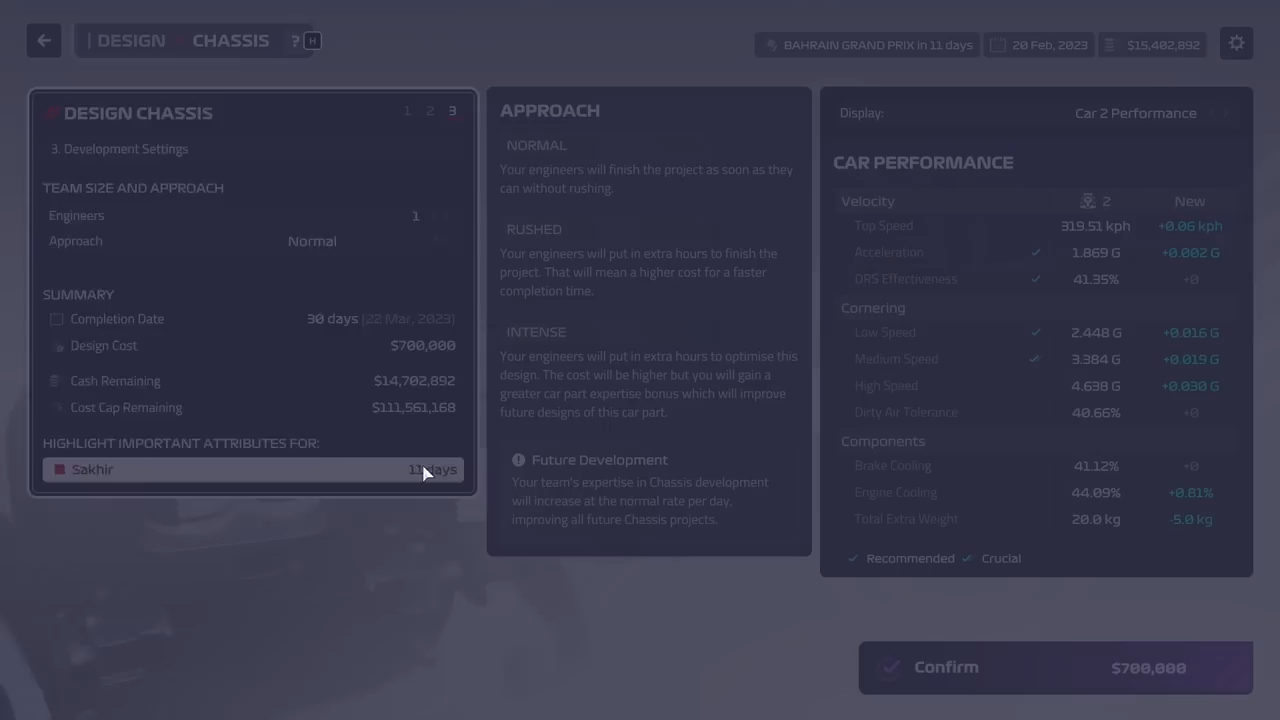 DESIGN CHASSIS ? H
BAHRAIN GRAND PRIX in 11 days
20 Feb, 2023
$15,402,892
DESIGN CHASSIS
1 2 3
3. Development Settings
TEAM SIZE AND APPROACH
Engineers 1
Approach Normal
SUMMARY
Completion Date 30 days (22 Mar, 2023)
Design Cost $700,000
Cash Remaining $14,702,892
Cost Cap Remaining $111,561,168
HIGHLIGHT IMPORTANT ATTRIBUTES FOR:
Sakhir 11 days
APPROACH
NORMAL
Your engineers will finish the project as soon as they
can without rushing.
RUSHED
Your engineers will put in extra hours to finish the
project. That will mean a higher cost for a faster
completion time.
INTENSE
Your engineers will put in extra hours to optimise this
design. The cost will be higher but you will gain a
greater car part expertise bonus which will improve
future designs of this car part.
Future Development
Your team's expertise in Chassis development
will increase at the normal rate per day,
improving all future Chassis projects.
Display: Car 2 Performance
CAR PERFORMANCE
Velocity 2 New
Top Speed 319.51 kph +0.06 kph
Acceleration 1.869 G +0.002 G
DRS Effectiveness 41.35% +0
Cornering
Low Speed 2.448 G +0.016 G
Medium Speed 3.384 G +0.019 G
High Speed 4.638 G +0.030 G
Dirty Air Tolerance 40.66% +0
Components
Brake Cooling 41.12% +0
Engine Cooling 44.09% +0.81%
Total Extra Weight 20.0 kg -5.0 kg
Recommended Crucial
Confirm $700,000